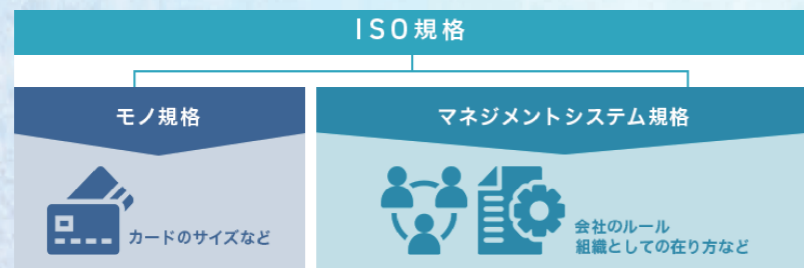 ISO規格
モノ規格
マネジメントシステム規格
カードのサイズなど
会社のルール
組織としての在り方など